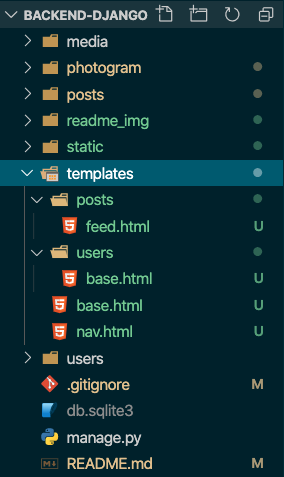 BACKEND-DJANGO
media
photogram
posts
readme_img
static
templates
posts
feed.html U
users
base.html U
base.html U
nav.html U
users
.gitignore M
db.sqlite3
manage.py
README.md M